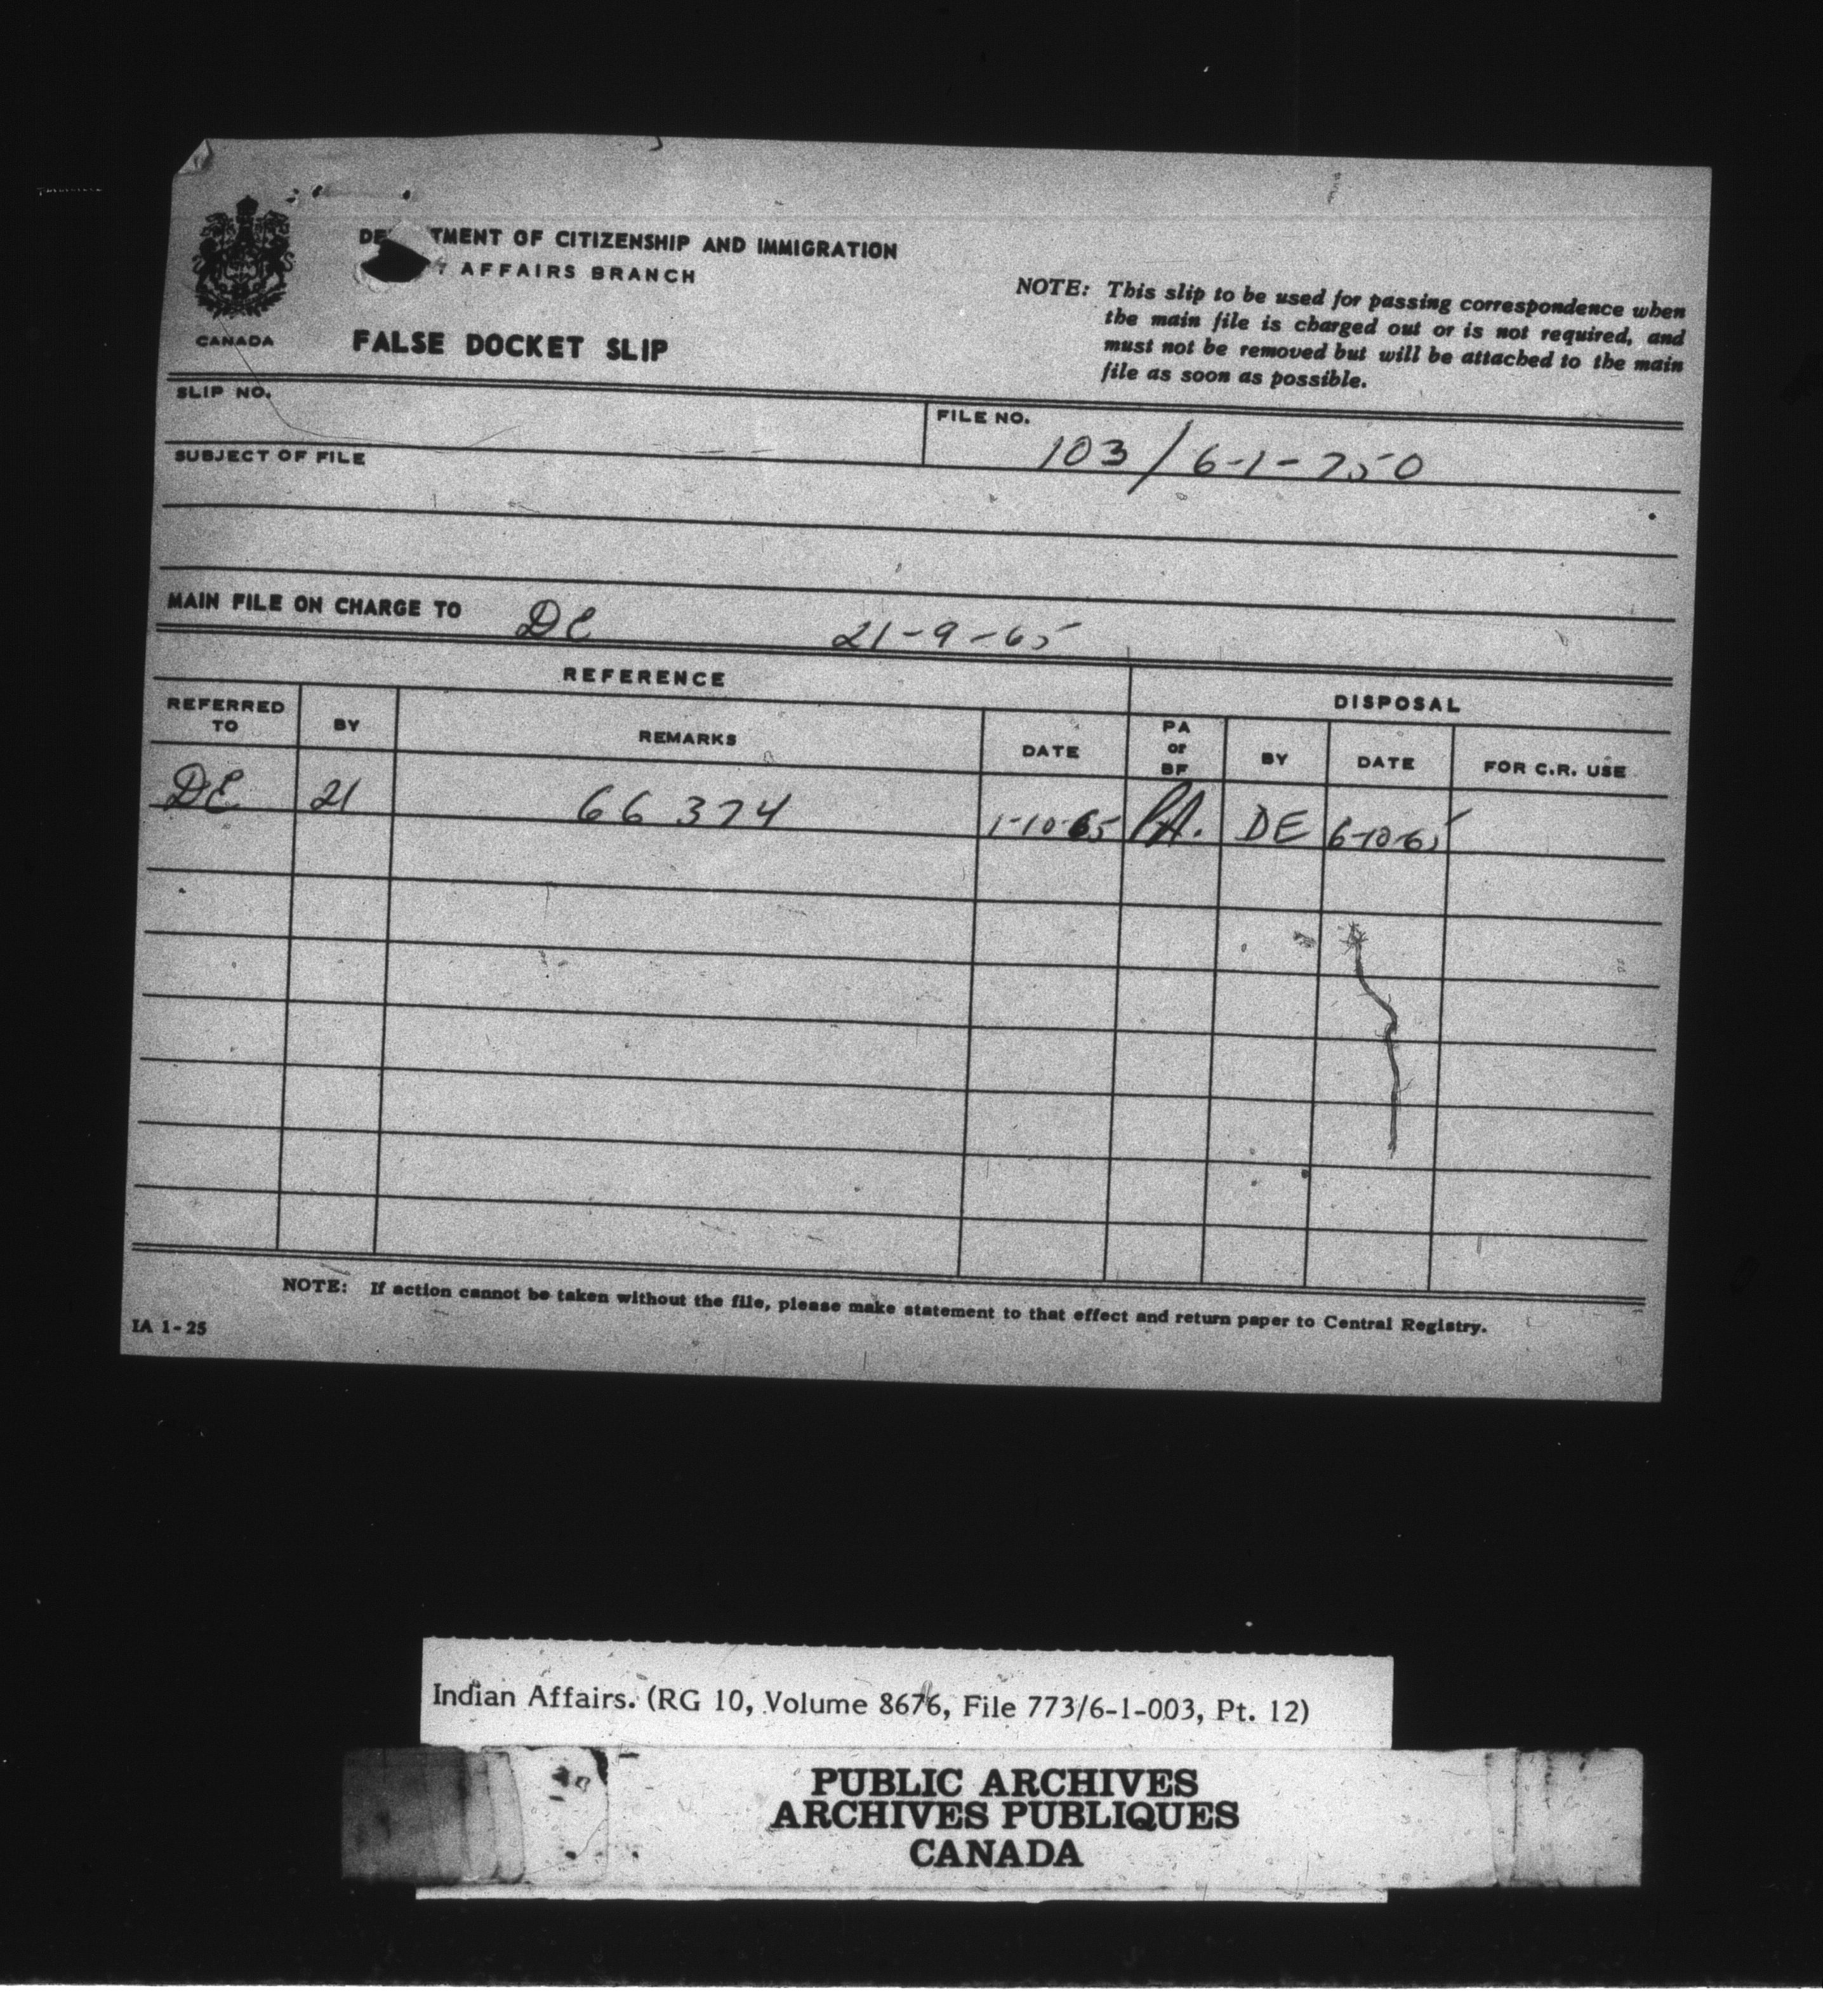 DE TMENT OF CITIZENSHIP AND IMMIGRATION
AFFAIRS BRANCH
CANADA
FALSE DOCKET SLIP
NOTE: This slip to be used for passing correspondence when
the main file is charged out or is not required, and
must not be removed but will be attached to the main
file as soon as possible.
SLIP NO.
FILE NO.
103/6-1-750
SUBJECT OF FILE
MAIN FILE ON CHARGE TO DE 21-9-65
REFERENCE
DISPOSAL
REFERRED
TO
BY
REMARKS
DATE
PA
or
BF
BY
DATE
FOR C.R. USE
DE 21 66374 1-10-65 P.A. DE 6-10-65
NOTE: If action cannot be taken without the file, please make statement to that effect and return paper to Central Registry.
IA 1-25
Indian Affairs. (RG 10, Volume 8676, File 773/6-1-003, Pt. 12)
PUBLIC ARCHIVES
ARCHIVES PUBLIQUES
CANADA